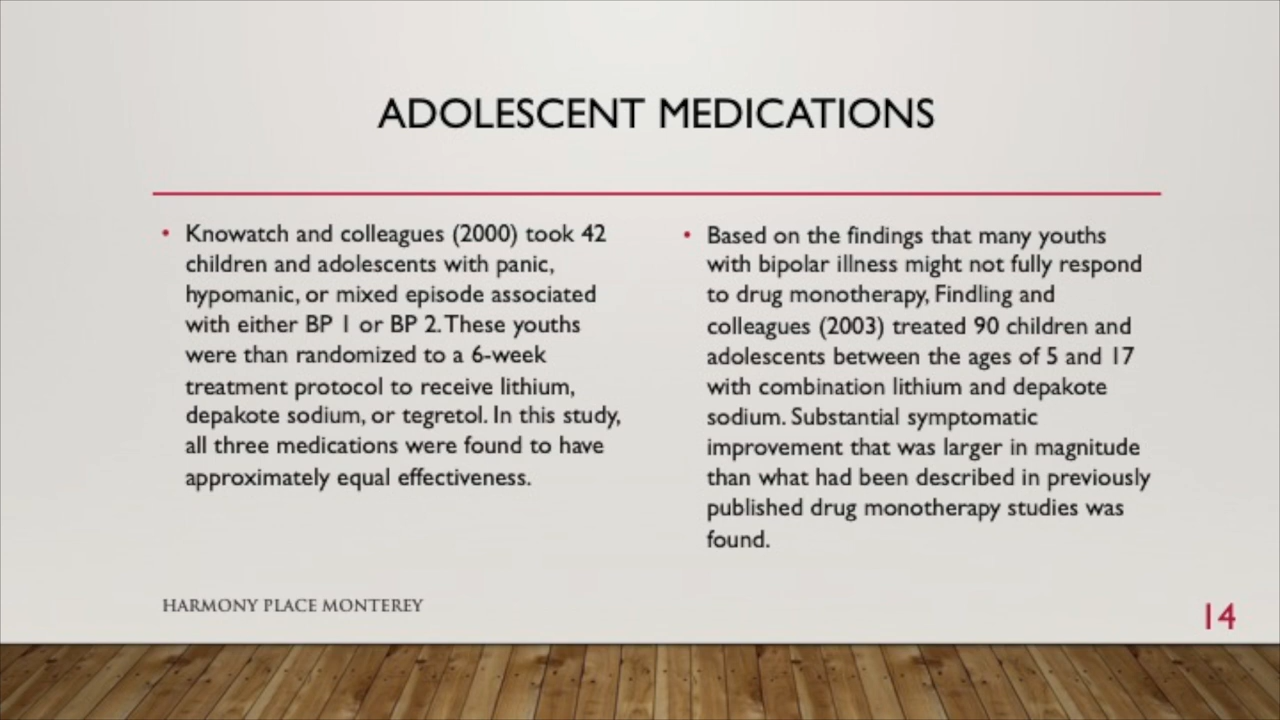 ADOLESCENT MEDICATIONS
• Knowatch and colleagues (2000) took 42
children and adolescents with panic,
hypomanic, or mixed episode associated
with either BP 1 or BP 2. These youths
were than randomized to a 6-week
treatment protocol to receive lithium,
depakote sodium, or tegretol. In this study,
all three medications were found to have
approximately equal effectiveness.
• Based on the findings that many youths
with bipolar illness might not fully respond
to drug monotherapy, Findling and
colleagues (2003) treated 90 children and
adolescents between the ages of 5 and 17
with combination lithium and depakote
sodium. Substantial symptomatic
improvement that was larger in magnitude
than what had been described in previously
published drug monotherapy studies was
found.
HARMONY PLACE MONTEREY
14